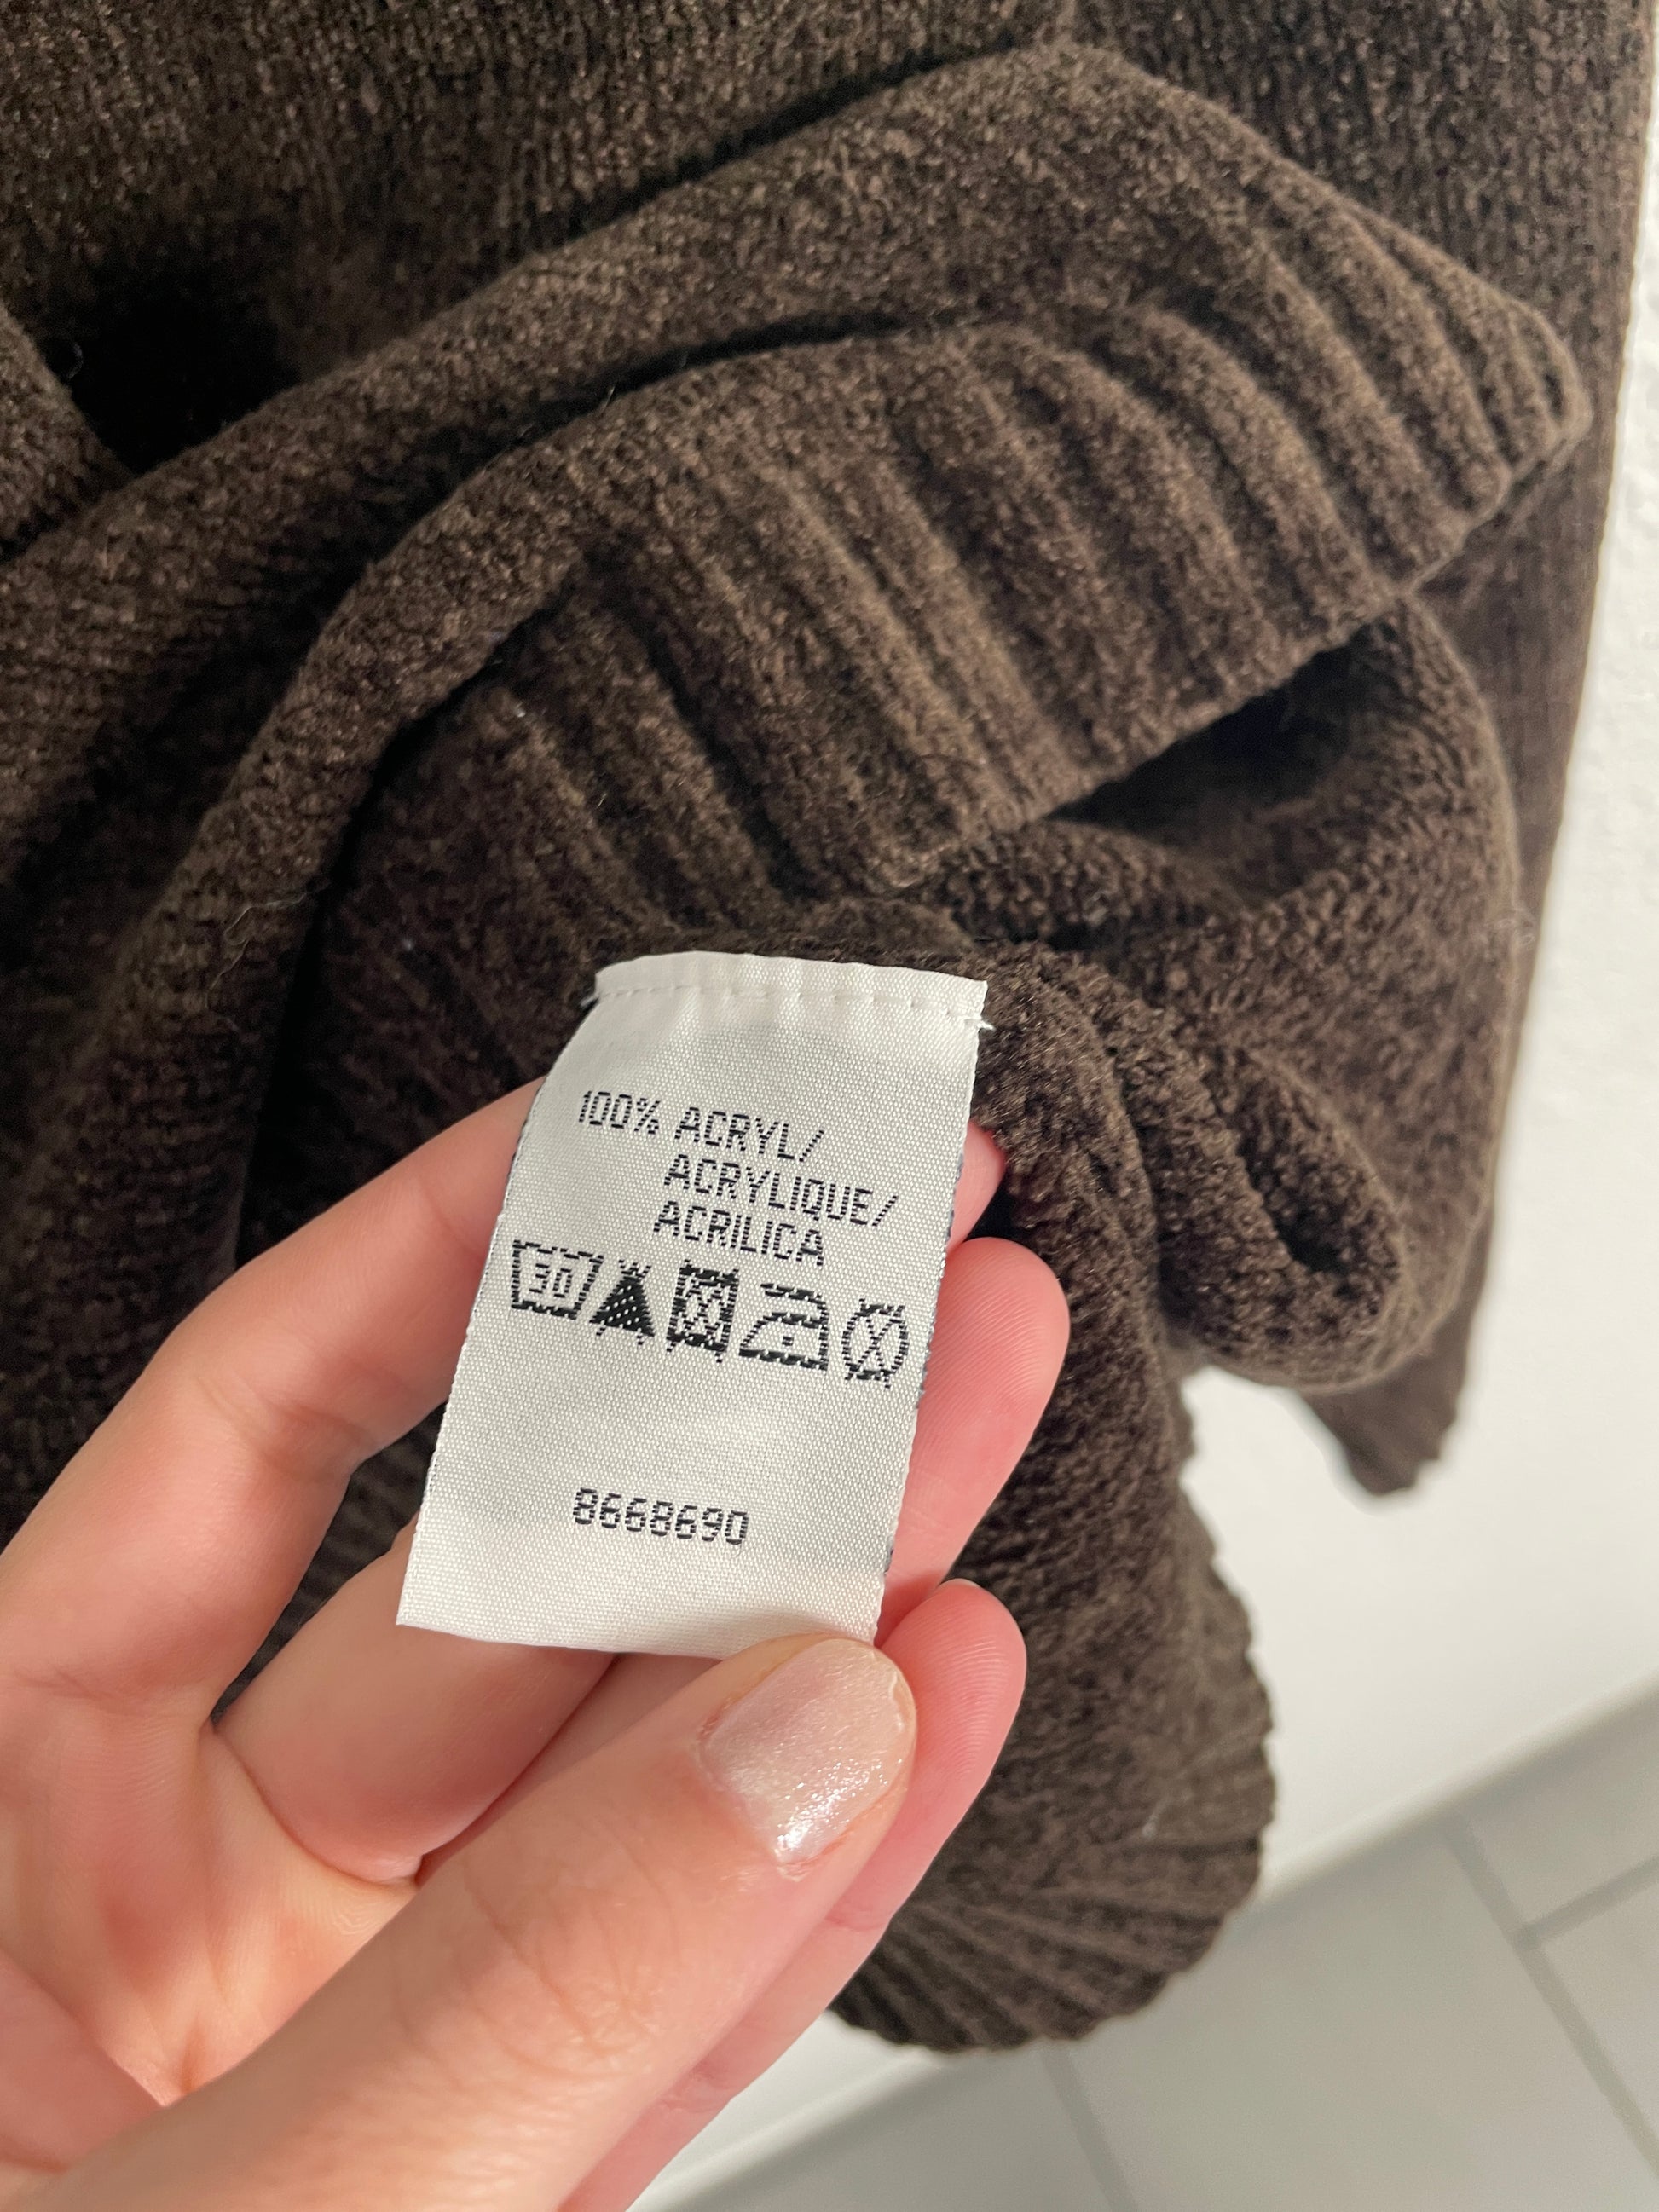 100% ACRYL/
ACRYLIQUE/
ACRILICA
30
8668690